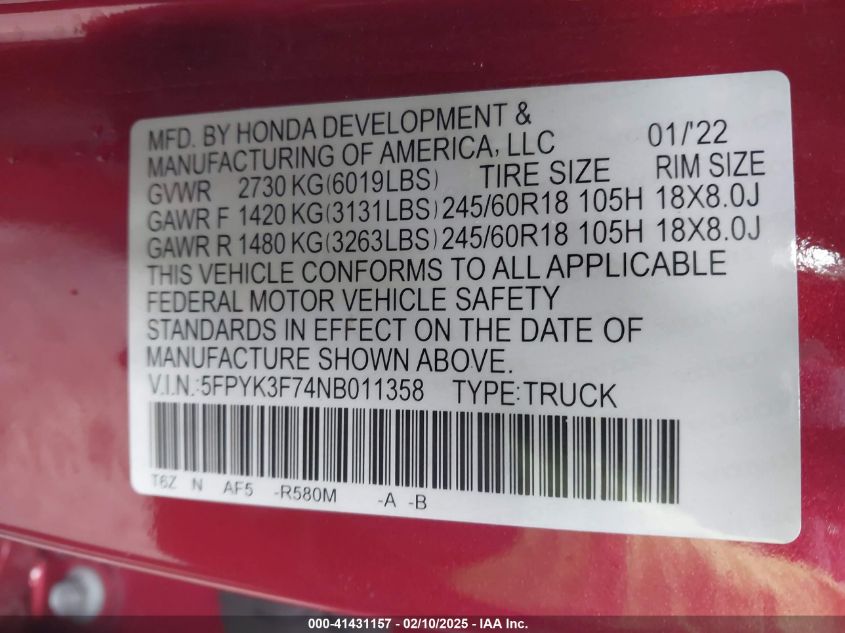 MFD. BY HONDA DEVELOPMENT &
MANUFACTURING OF AMERICA, LLC 01/'22
GVWR 2730 KG(6019LBS) TIRE SIZE RIM SIZE
GAWR F 1420 KG(3131LBS) 245/60R18 105H 18X8.0J
GAWR R 1480 KG(3263LBS) 245/60R18 105H 18X8.0J
THIS VEHICLE CONFORMS TO ALL APPLICABLE
FEDERAL MOTOR VEHICLE SAFETY
STANDARDS IN EFFECT ON THE DATE OF
MANUFACTURE SHOWN ABOVE.
V.I.N.:5FPYK3F74NB011358 TYPE:TRUCK
T6Z N AF5 -R580M -A -B
000-41431157 - 02/10/2025 - IAA Inc.